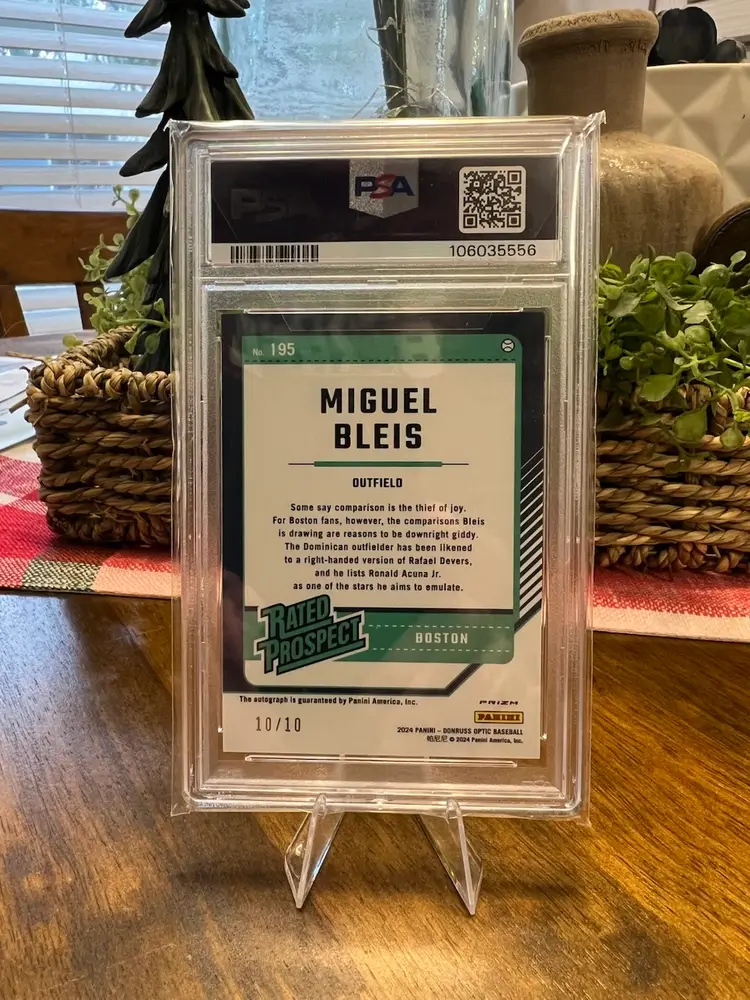 PSA
106035556
No. 195
MIGUEL
BLEIS
OUTFIELD
Some say comparison is the thief of joy.
For Boston fans, however, the comparisons Bleis
is drawing are reasons to be downright giddy.
The Dominican outfielder has been likened
to a right-handed version of Rafael Devers,
and he lists Ronald Acuna Jr.
as one of the stars he aims to emulate.
RATED
PROSPECT
BOSTON
The autograph is guaranteed by Panini America, Inc.
PRIZM
PANINI
10/10
2024 PANINI - DONRUSS OPTIC BASEBALL
帕尼尼 © 2024 Panini America, Inc.